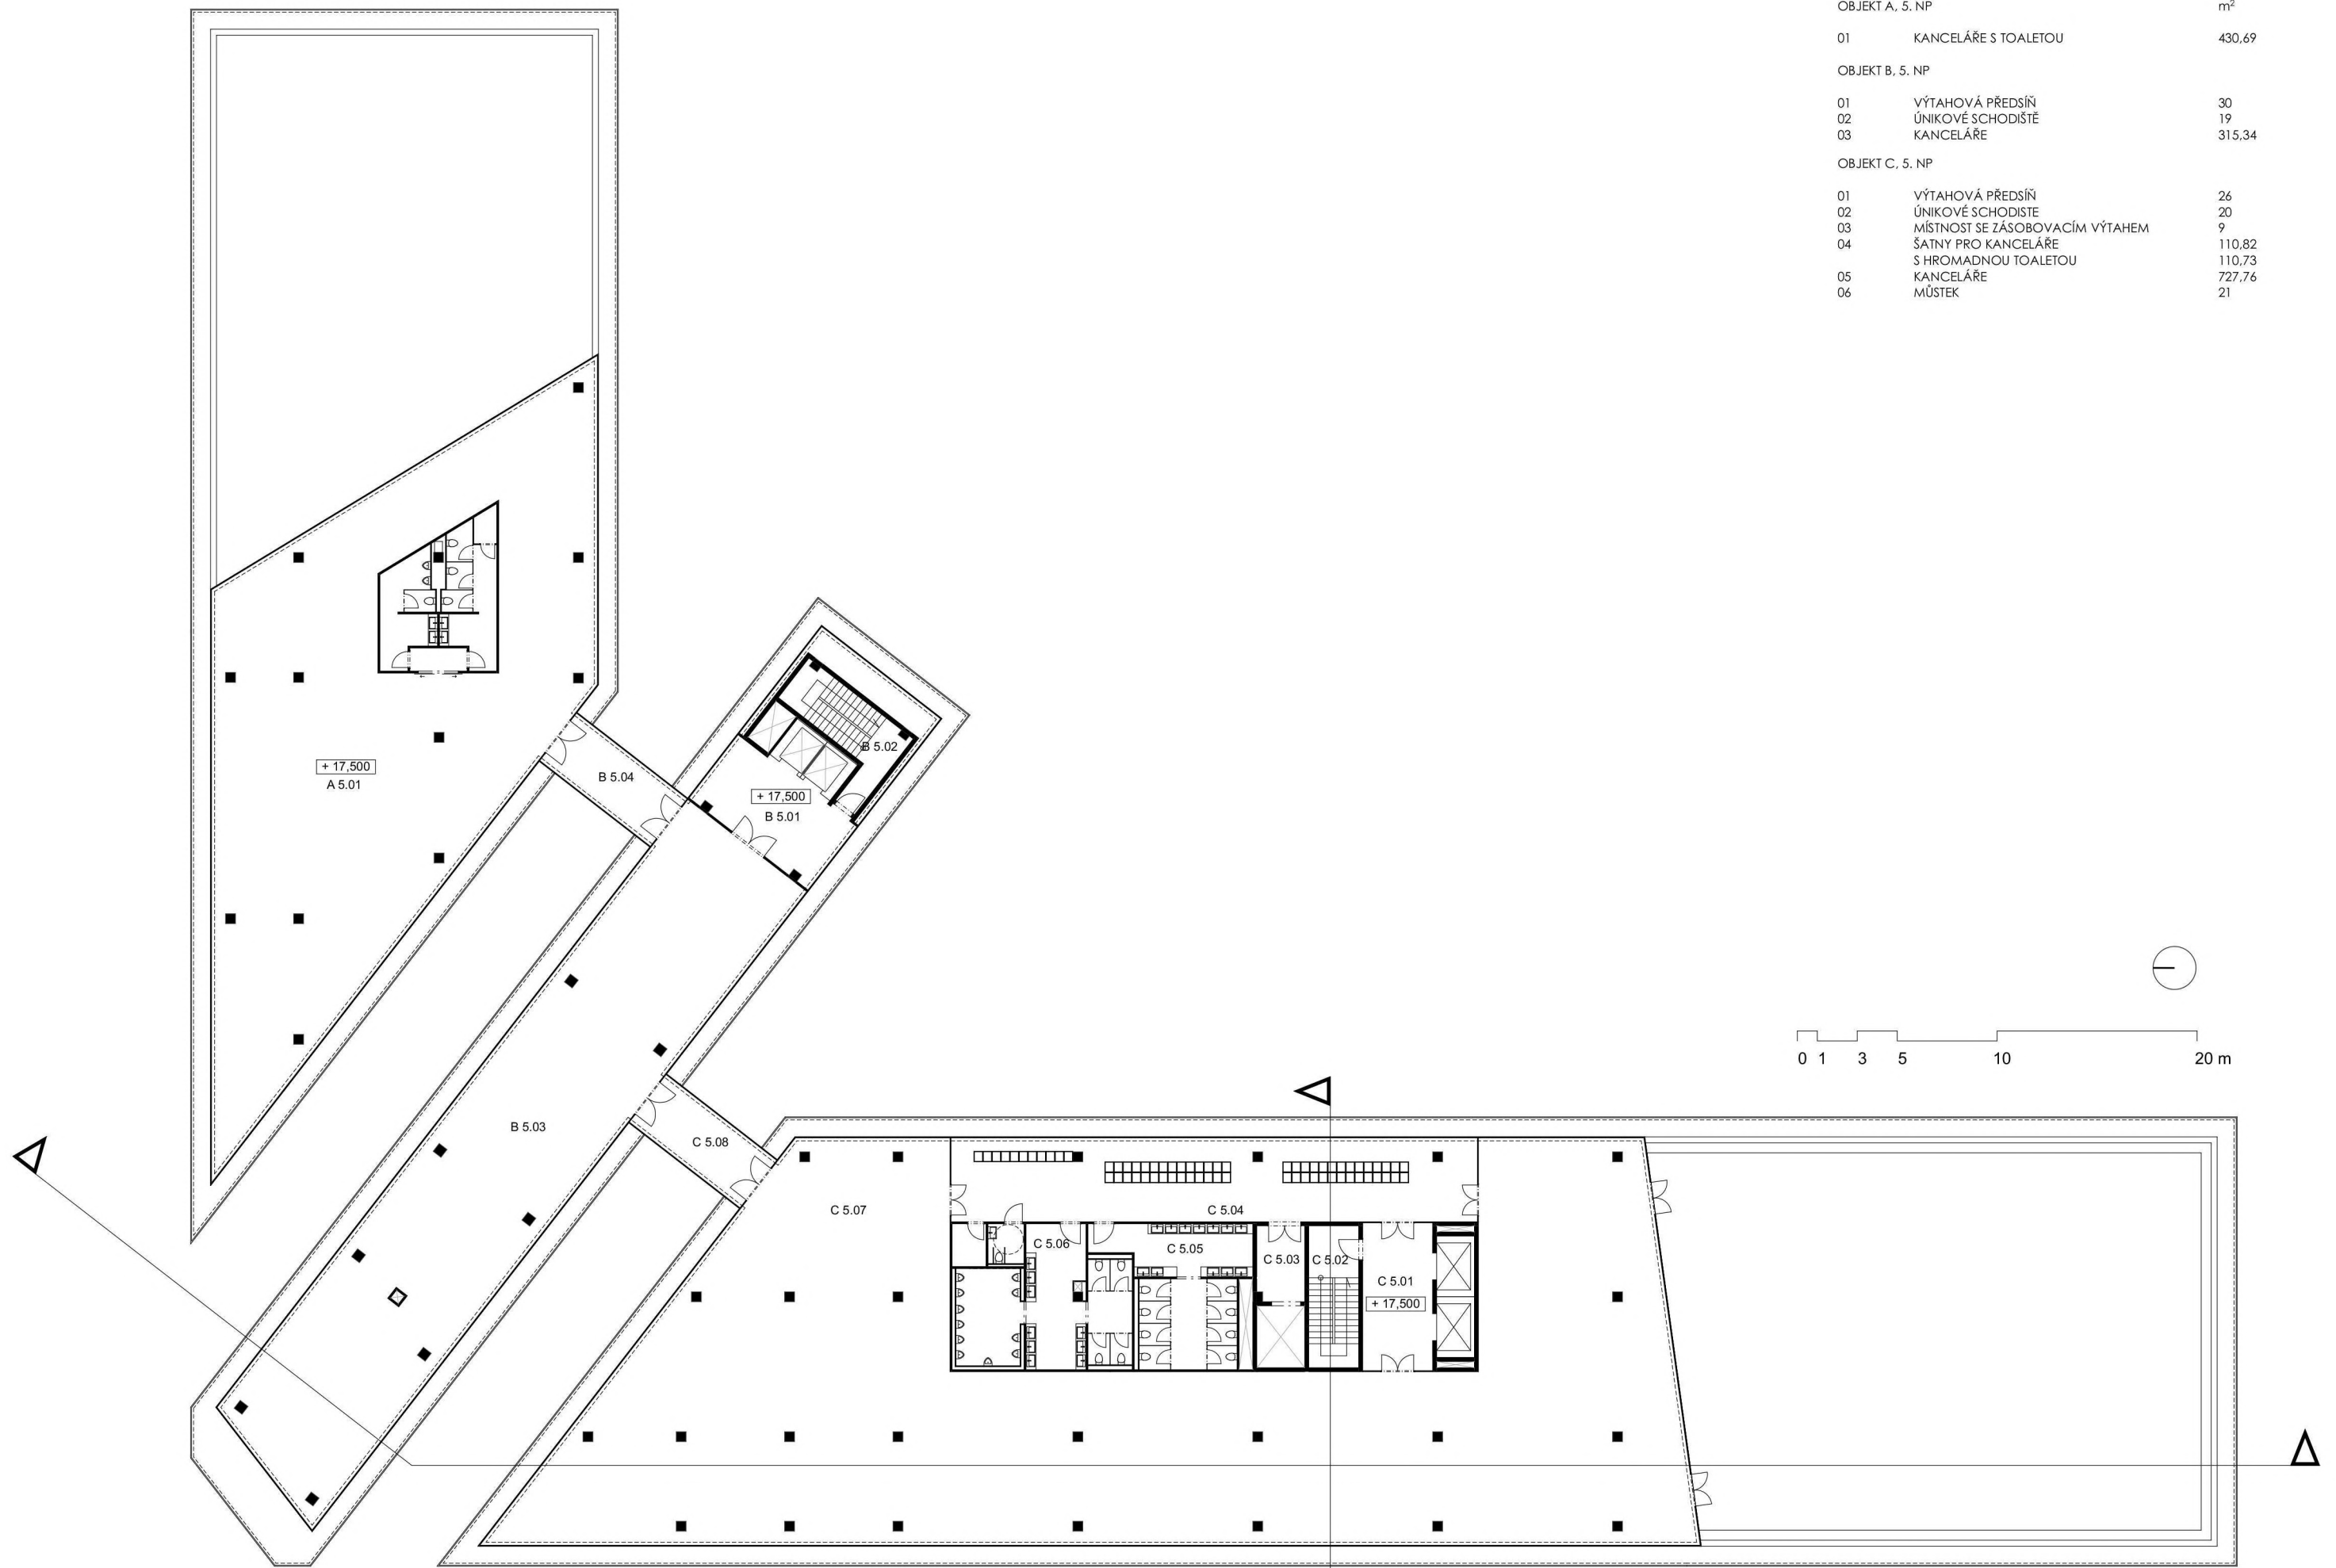 OBJEKT A, 5. NP m²
01 KANCELÁŘE S TOALETOU 430,69
OBJEKT B, 5. NP
01 VÝTAHOVÁ PŘEDSÍŇ 30
02 ÚNIKOVÉ SCHODIŠTĚ 19
03 KANCELÁŘE 315,34
OBJEKT C, 5. NP
01 VÝTAHOVÁ PŘEDSÍŇ 26
02 ÚNIKOVÉ SCHODISTE 20
03 MÍSTNOST SE ZÁSOBOVACÍM VÝTAHEM 9
04 ŠATNY PRO KANCELÁŘE 110,82
S HROMADNOU TOALETOU 110,73
05 KANCELÁŘE 727,76
06 MŮSTEK 21
B 5.02
+ 17,500
A 5.01
B 5.04
+ 17,500
B 5.01
0 1 3 5 10 20 m
B 5.03
C 5.08
C 5.07
C 5.04
C 5.06
C 5.05
C 5.03
C 5.02
C 5.01
+ 17,500